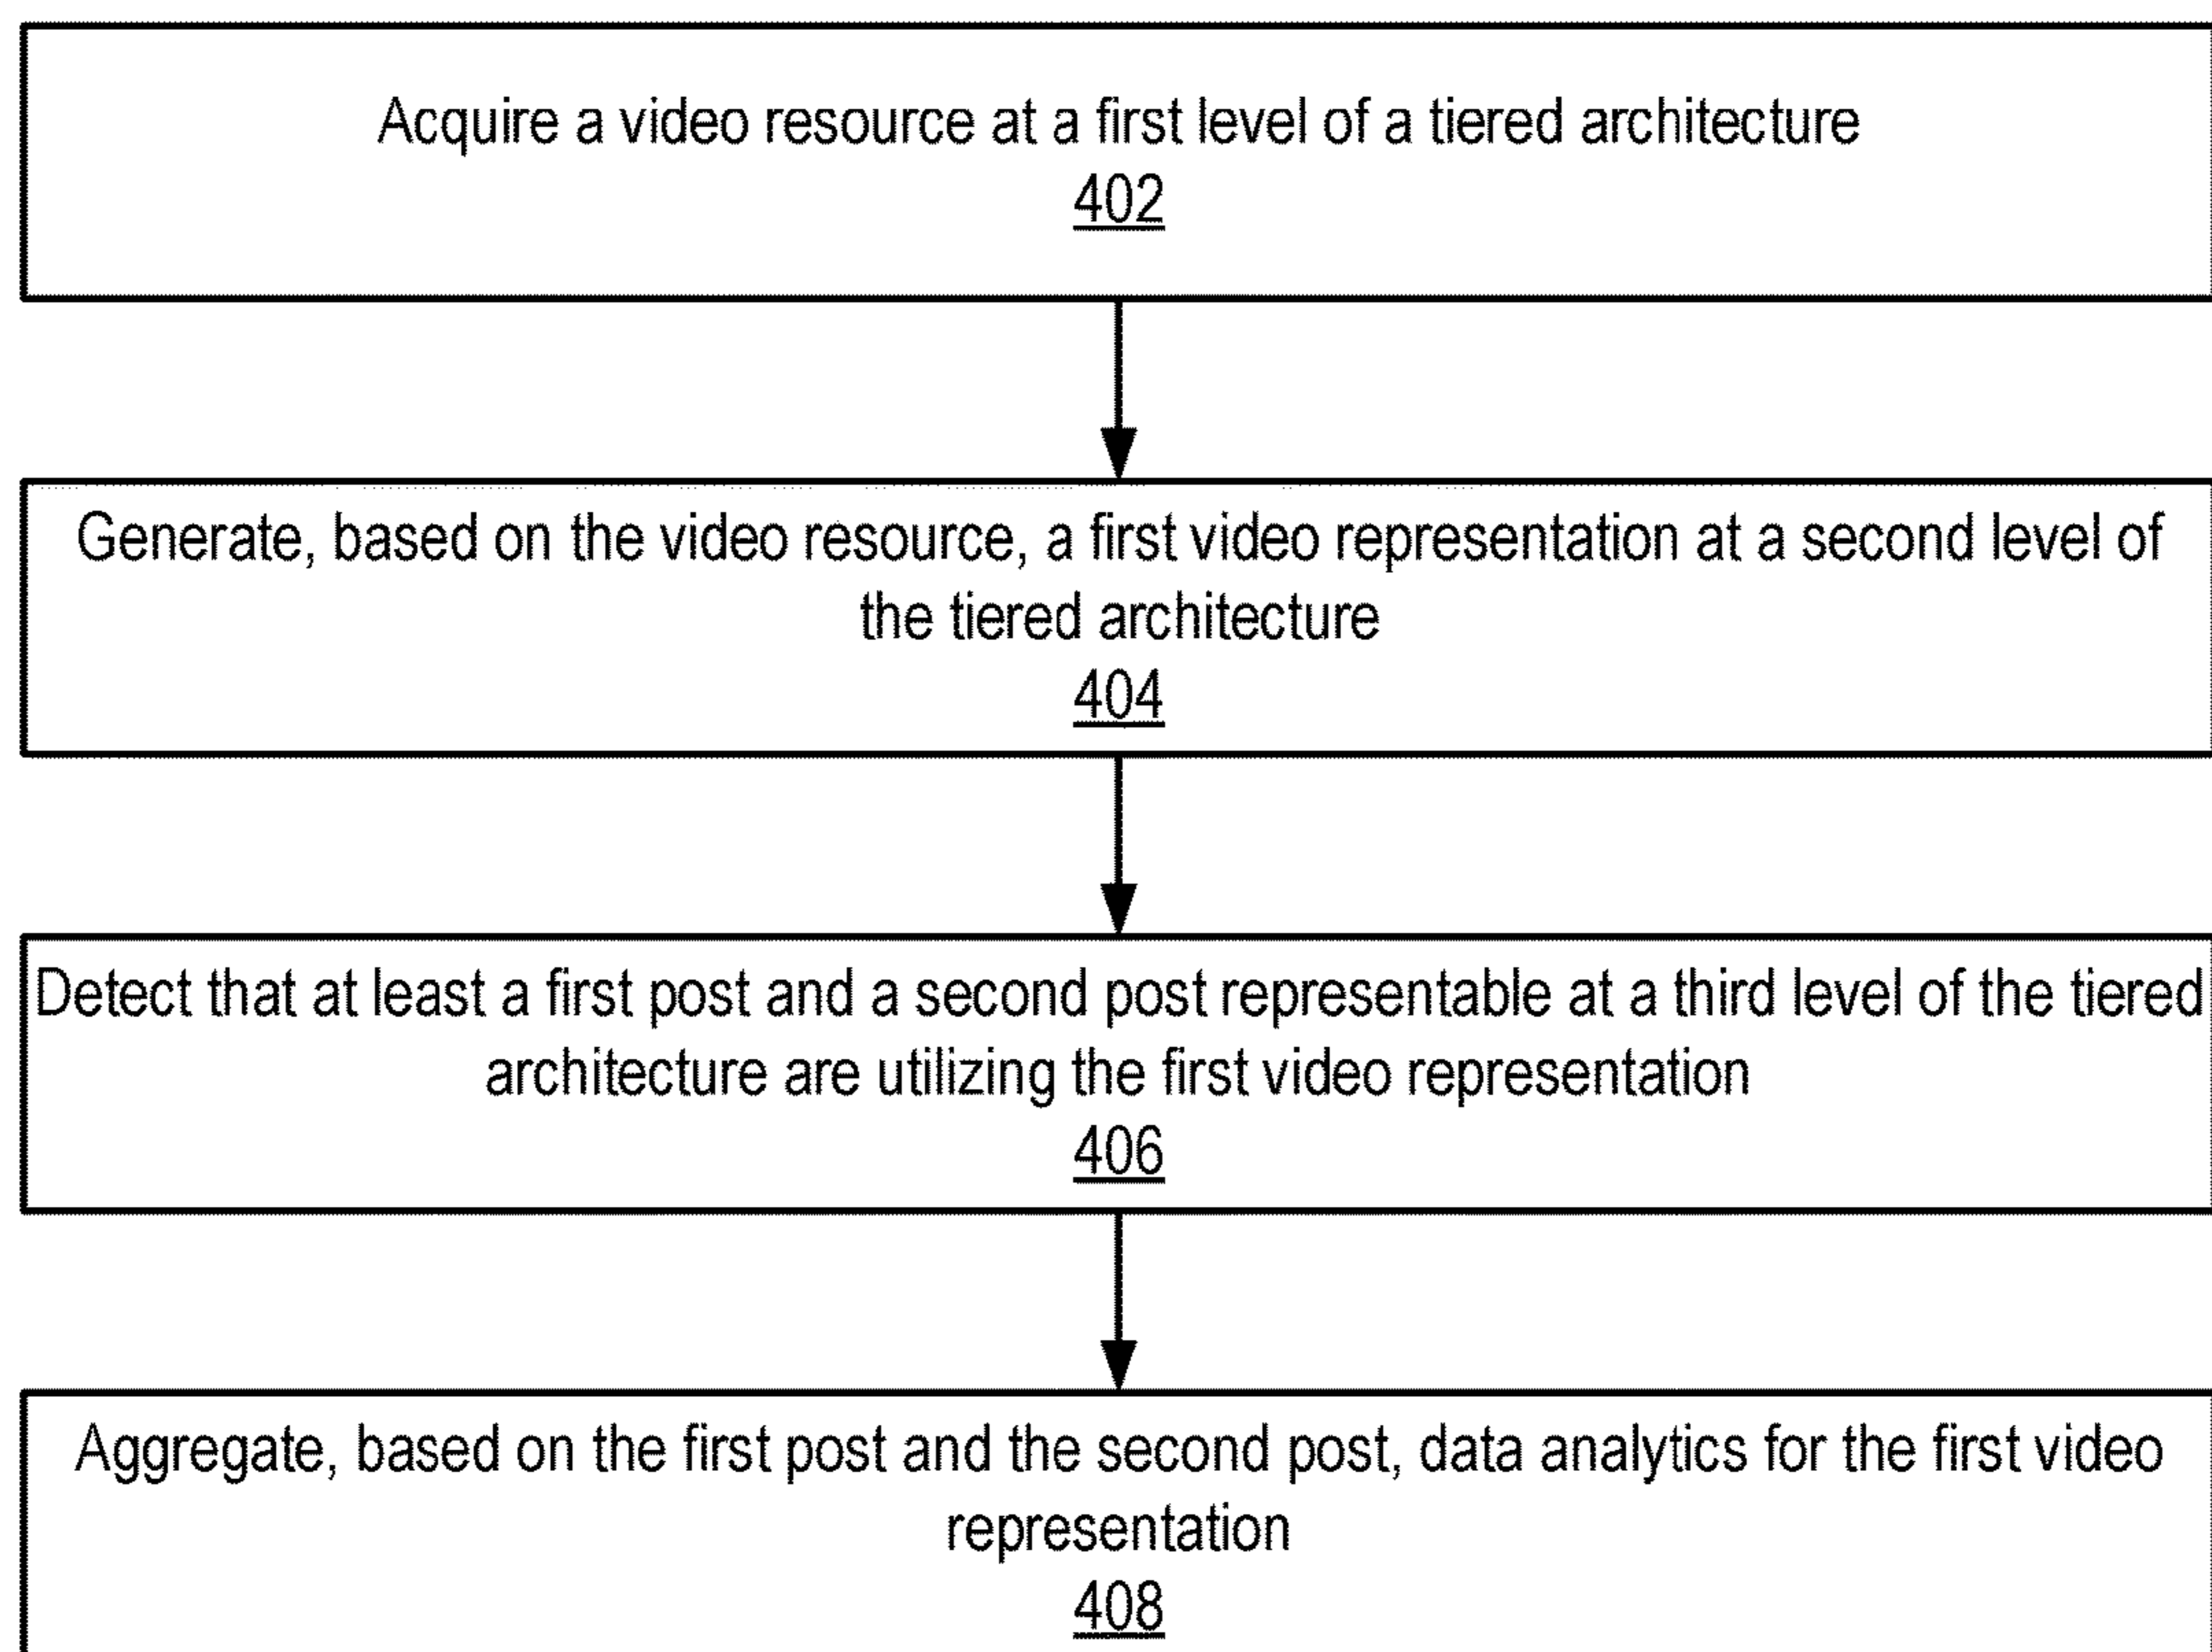 Acquire a video resource at a first level of a tiered architecture
402
Generate, based on the video resource, a first video representation at a second level of
the tiered architecture
404
Detect that at least a first post and a second post representable at a third level of the tiered
architecture are utilizing the first video representation
406
Aggregate, based on the first post and the second post, data analytics for the first video
representation
408